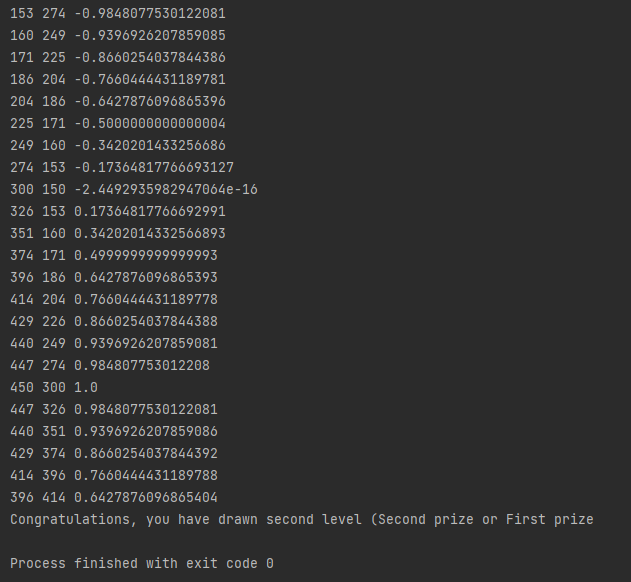 153 274 -0.9848077530122081
160 249 -0.9396926207859085
171 225 -0.8660254037844386
186 204 -0.7660444431189781
204 186 -0.6427876096865396
225 171 -0.5000000000000004
249 160 -0.3420201433256686
274 153 -0.17364817766693127
300 150 -2.4492935982947064e-16
326 153 0.17364817766692991
351 160 0.34202014332566893
374 171 0.4999999999999993
396 186 0.6427876096865393
414 204 0.7660444431189778
429 226 0.8660254037844388
440 249 0.9396926207859081
447 274 0.984807753012208
450 300 1.0
447 326 0.9848077530122081
440 351 0.9396926207859086
429 374 0.8660254037844392
414 396 0.7660444431189788
396 414 0.6427876096865404
Congratulations, you have drawn second level (Second prize or First prize
Process finished with exit code 0